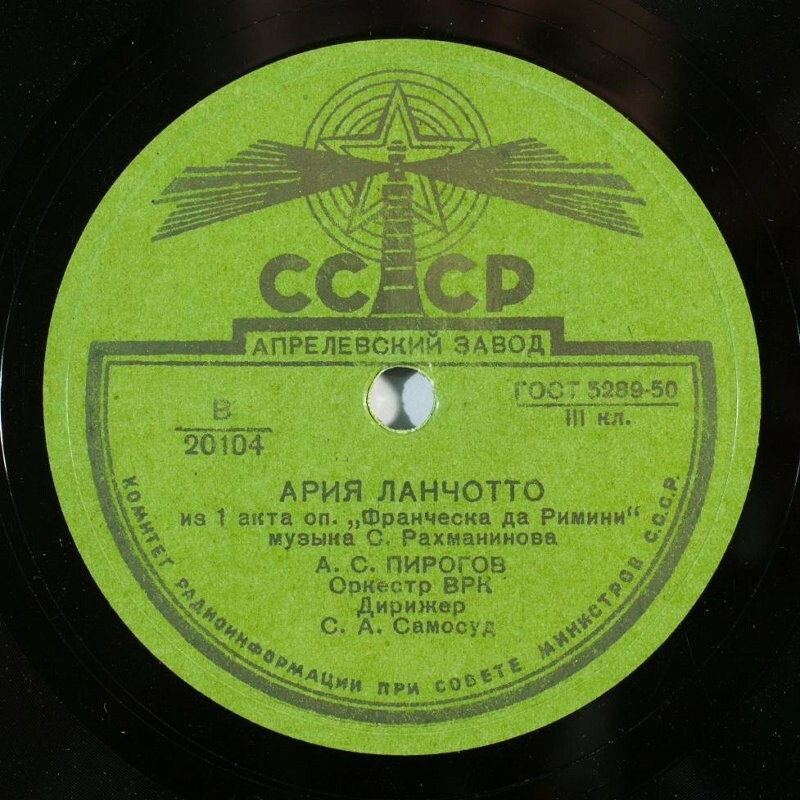 СССР
АПРЕЛЕВСКИЙ ЗАВОД
В
20104
ГОСТ 5289-50
III кл.
АРИЯ ЛАНЧОТТО
из 1 акта оп. „Франческа да Римини“
музыка С. Рахманинова
А. С. ПИРОГОВ
Оркестр ВРК
Дирижер
С. А. Самосуд
КОМИТЕТ РАДИОИНФОРМАЦИИ ПРИ СОВЕТЕ МИНИСТРОВ С.С.С.Р.